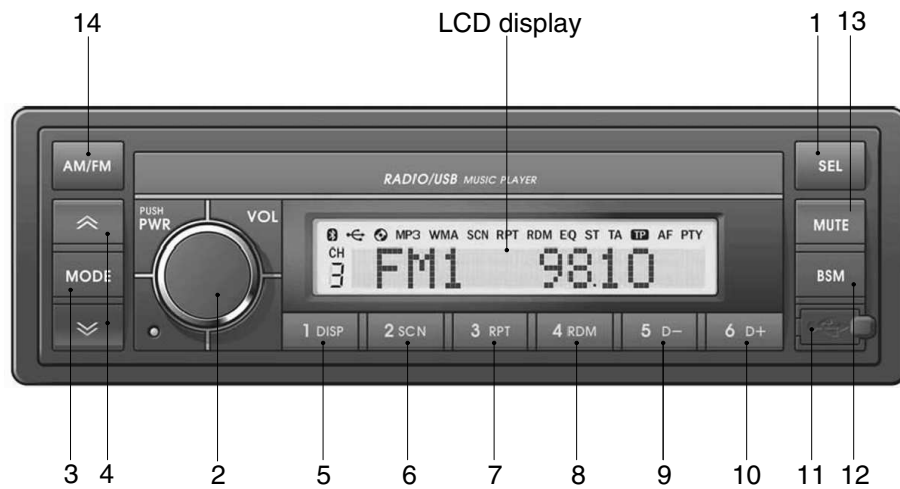 14 LCD display 1 13
AM/FM SEL
RADIO/USB MUSIC PLAYER
PUSH
PWR VOL MUTE
MP3 WMA SCN RPT RDM EQ ST TA TP AF PTY
CH
3 FM1 98.10
MODE BSM
1 DISP 2 SCN 3 RPT 4 RDM 5 D− 6 D+
3 4 2 5 6 7 8 9 10 11 12